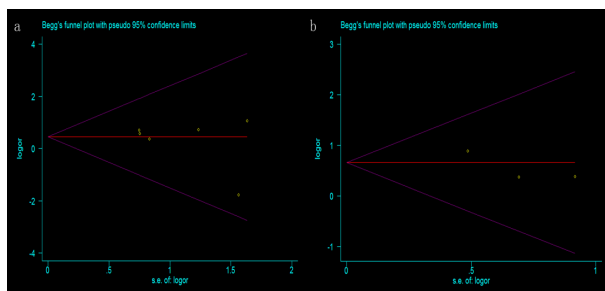 a
Begg's funnel plot with pseudo 95% confidence limits
4
2
0
-2
-4
logor
0
.5
1
1.5
2
s.e. of: logor
b
Begg's funnel plot with pseudo 95% confidence limits
3
2
1
0
-1
logor
0
.5
1
s.e. of: logor